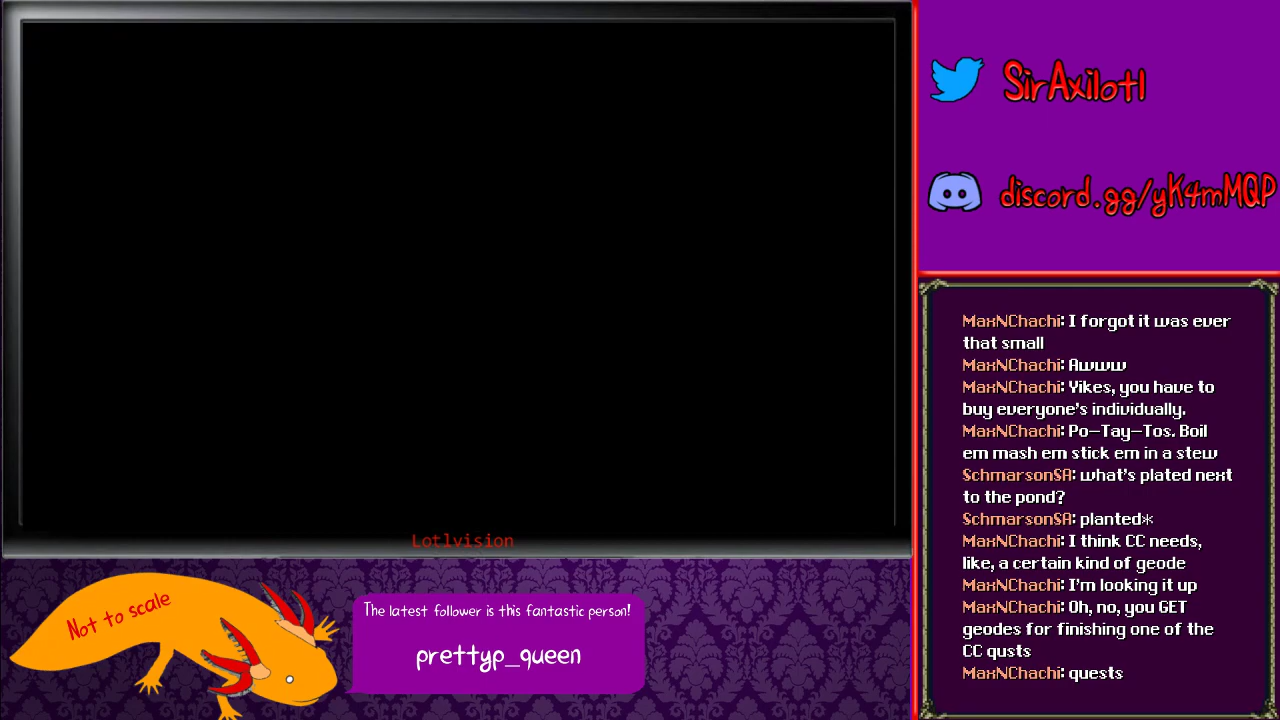 SirAxilotl
discord.gg/yK4mMQP
MaxNChachi: I forgot it was ever
that small
MaxNChachi: Awww
MaxNChachi: Yikes, you have to
buy everyone's individually.
MaxNChachi: Po-Tay-Tos. Boil
em mash em stick em in a stew
SchmarsonSA: what's plated next
to the pond?
SchmarsonSA: planted*
MaxNChachi: I think CC needs,
like, a certain kind of geode
MaxNChachi: I'm looking it up
MaxNChachi: Oh, no, you GET
geodes for finishing one of the
CC qusts
MaxNChachi: quests
Lotlvision
Not to scale
The latest follower is this fantastic person!
prettyp_queen